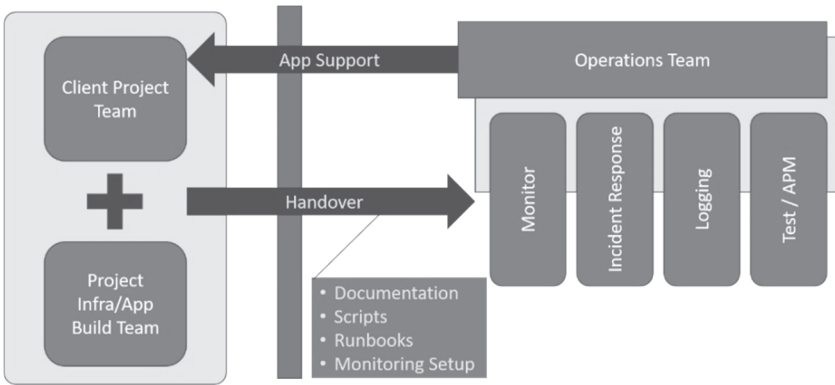 Client Project
Team
Project
Infra/App
Build Team
App Support
Handover
• Documentation
• Scripts
• Runbooks
• Monitoring Setup
Operations Team
Monitor
Incident Response
Logging
Test / APM